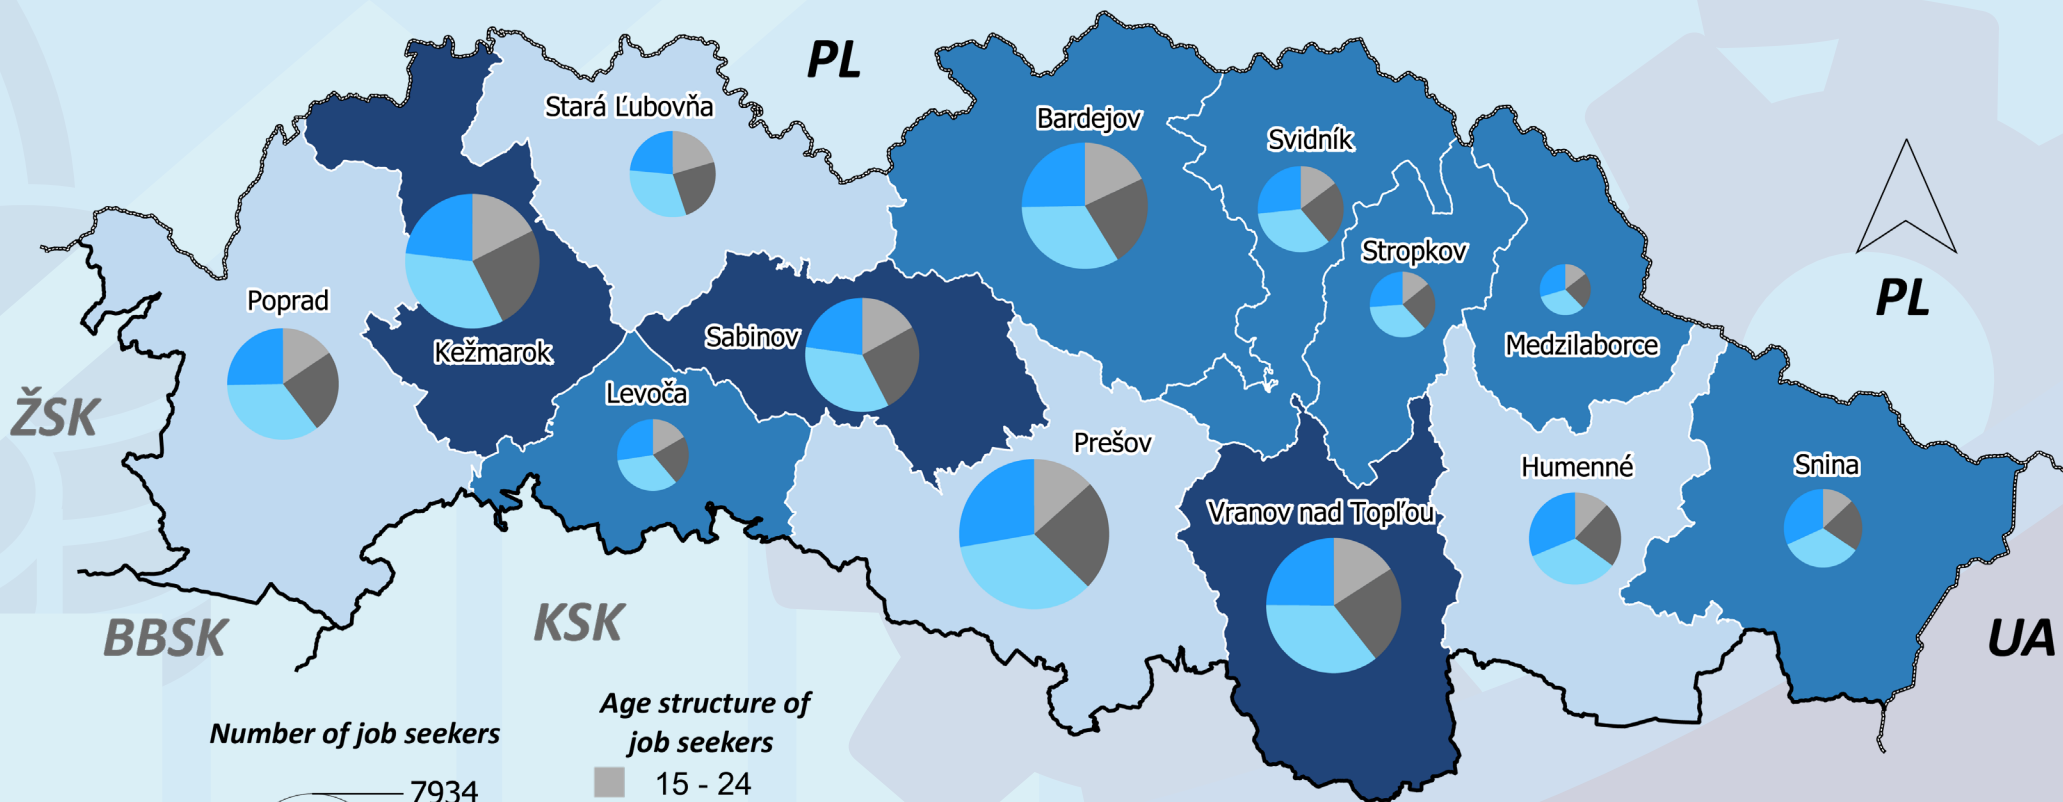 PL
Stará Ľubovňa
Bardejov
Svidník
Stropkov
Poprad
PL
Sabinov
Medzilaborce
Kežmarok
Levoča
ŽSK
Prešov
Humenné
Snina
Vranov nad Topľou
KSK
BBSK
UA
Number of job seekers
7934
Age structure of
job seekers
15 - 24